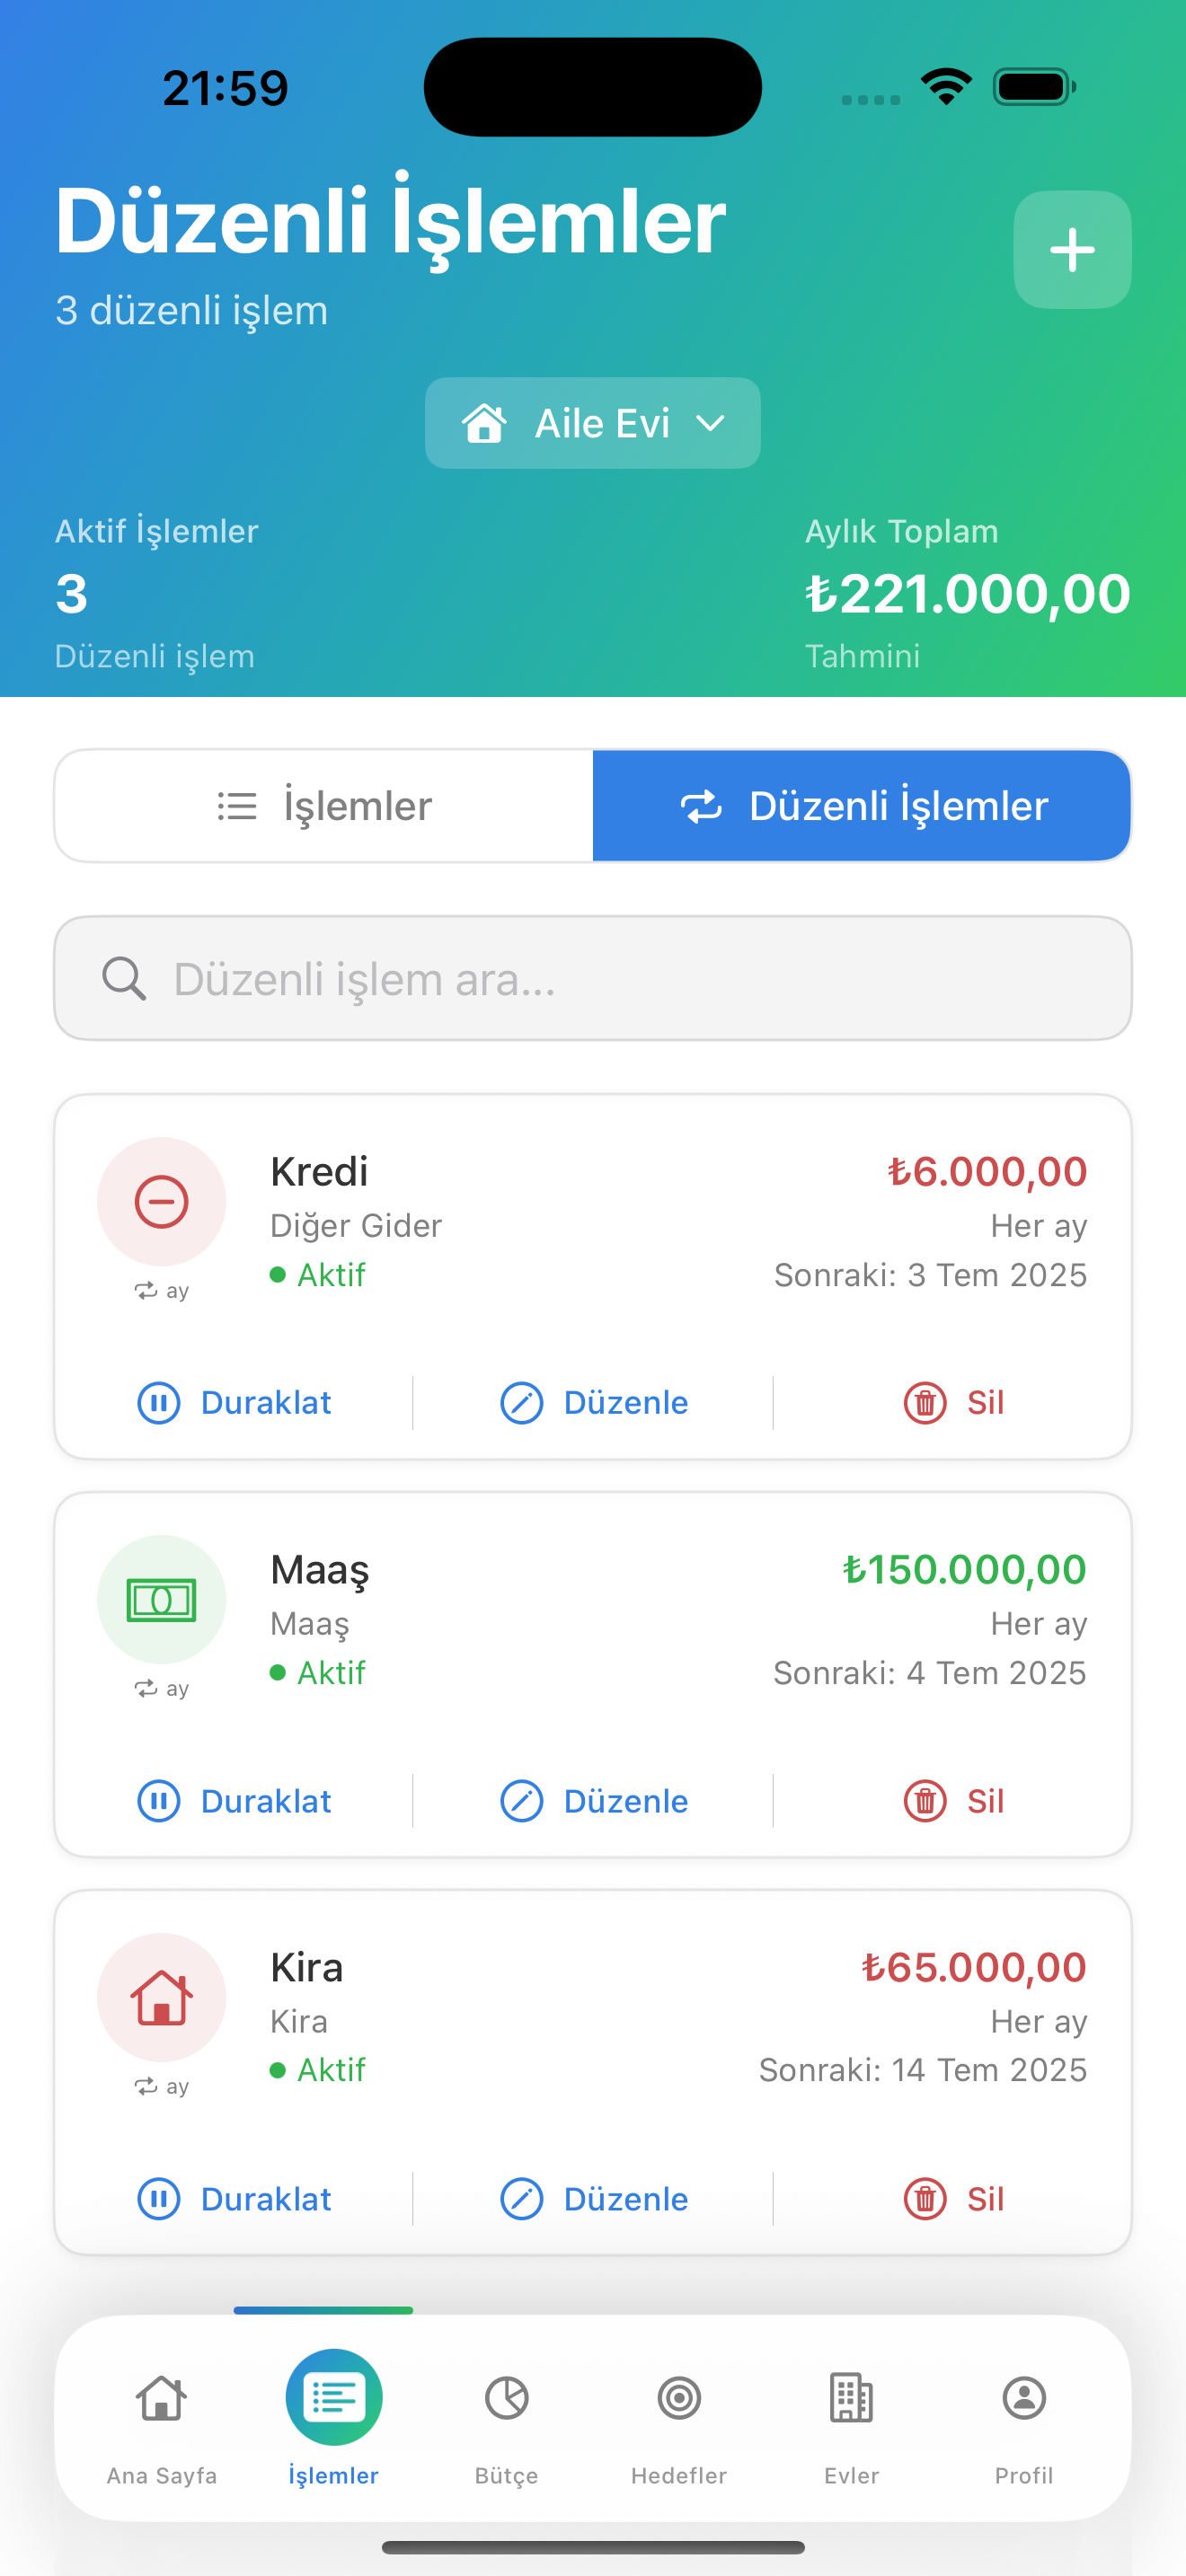 21:59
Düzenli İşlemler
3 düzenli işlem
Aile Evi
Aktif İşlemler
3
Düzenli işlem
Aylık Toplam
₺221.000,00
Tahmini
İşlemler
Düzenli İşlemler
Düzenli işlem ara...
Kredi
₺6.000,00
Diğer Gider
Her ay
Aktif
Sonraki: 3 Tem 2025
ay
Duraklat
Düzenle
Sil
Maaş
₺150.000,00
Maaş
Her ay
Aktif
Sonraki: 4 Tem 2025
ay
Duraklat
Düzenle
Sil
Kira
₺65.000,00
Kira
Her ay
Aktif
Sonraki: 14 Tem 2025
ay
Duraklat
Düzenle
Sil
Ana Sayfa
İşlemler
Bütçe
Hedefler
Evler
Profil